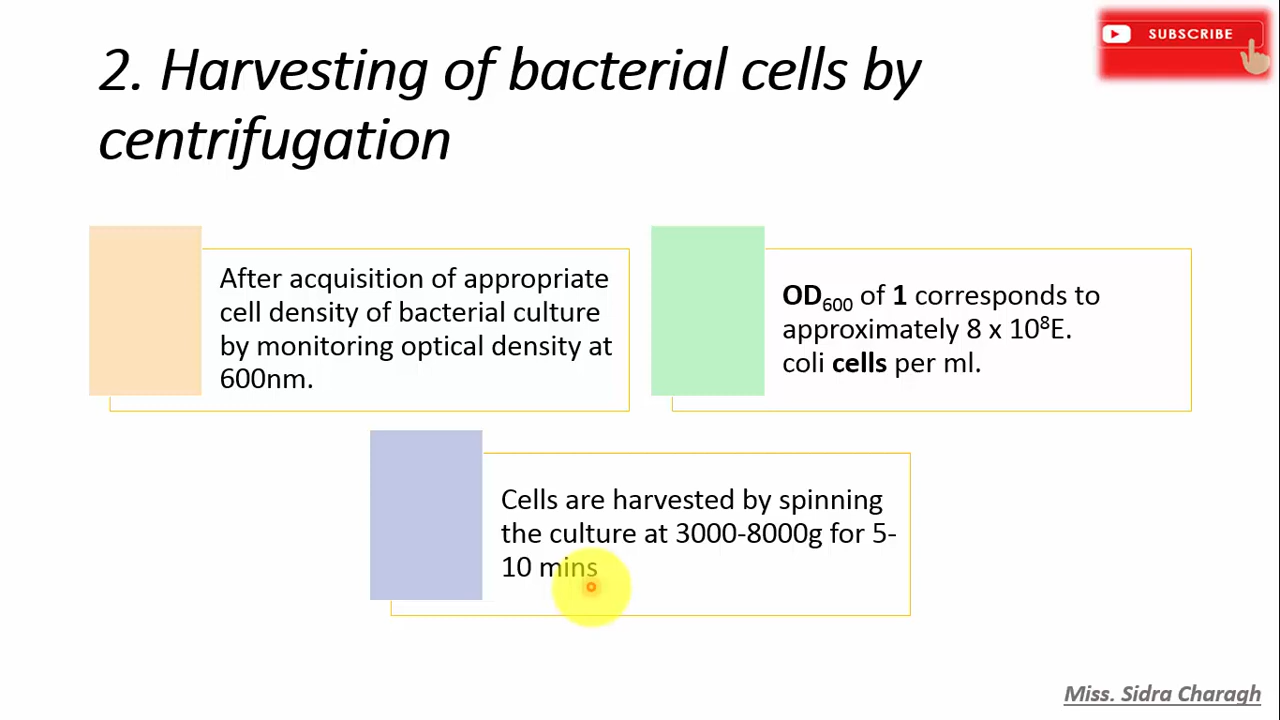 SUBSCRIBE
2. Harvesting of bacterial cells by
centrifugation
After acquisition of appropriate
cell density of bacterial culture
by monitoring optical density at
600nm.
OD₆₀₀ of 1 corresponds to
approximately 8 x 10⁸E.
coli cells per ml.
Cells are harvested by spinning
the culture at 3000-8000g for 5-
10 mins
Miss. Sidra Charagh